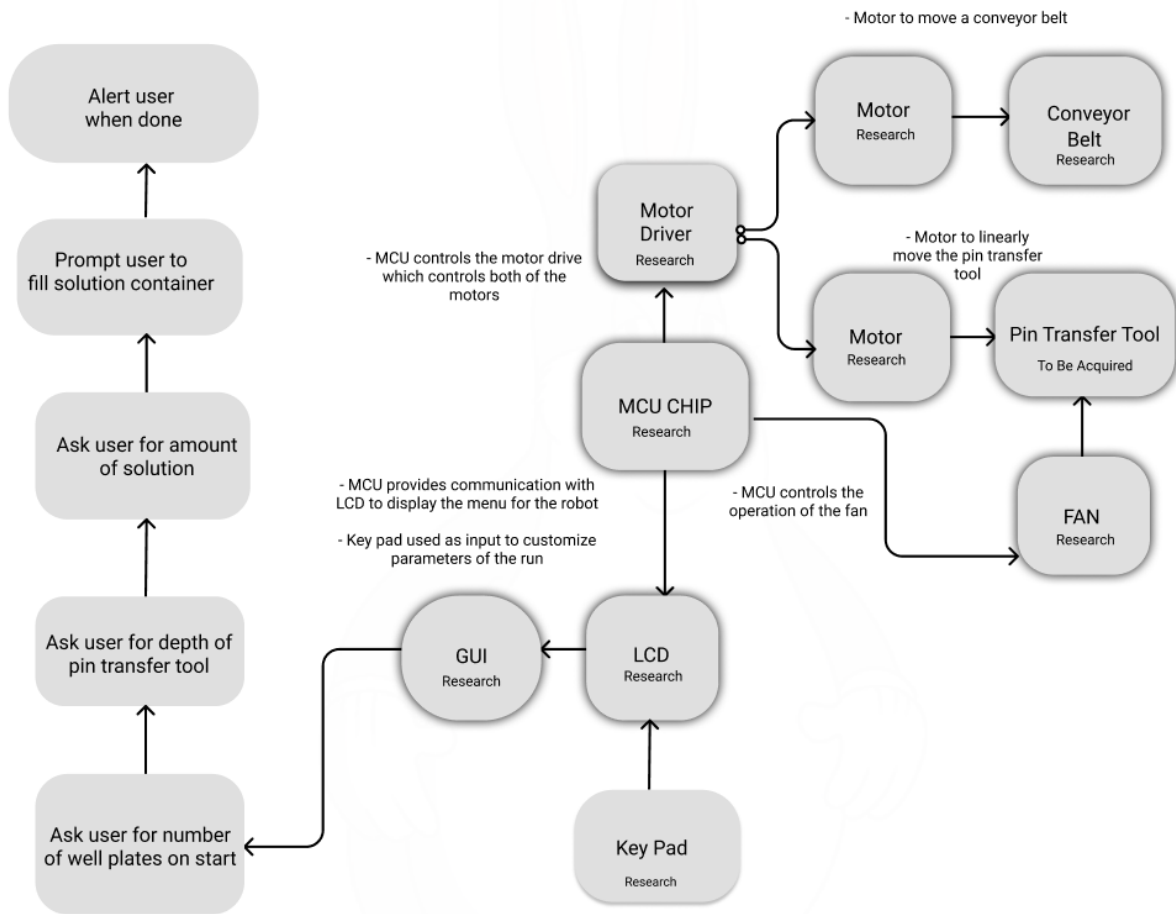 - Motor to move a conveyor belt
Alert user
when done
Motor
Research
Conveyor
Belt
Research
Motor
Driver
Research
Prompt user to
fill solution container
- MCU controls the motor drive
which controls both of the
motors
- Motor to linearly
move the pin transfer
tool
Motor
Research
Pin Transfer Tool
To Be Acquired
MCU CHIP
Research
Ask user for amount
of solution
- MCU provides communication with
LCD to display the menu for the robot
- Key pad used as input to customize
parameters of the run
- MCU controls the
operation of the fan
FAN
Research
Ask user for depth of
pin transfer tool
GUI
Research
LCD
Research
Ask user for number
of well plates on start
Key Pad
Research